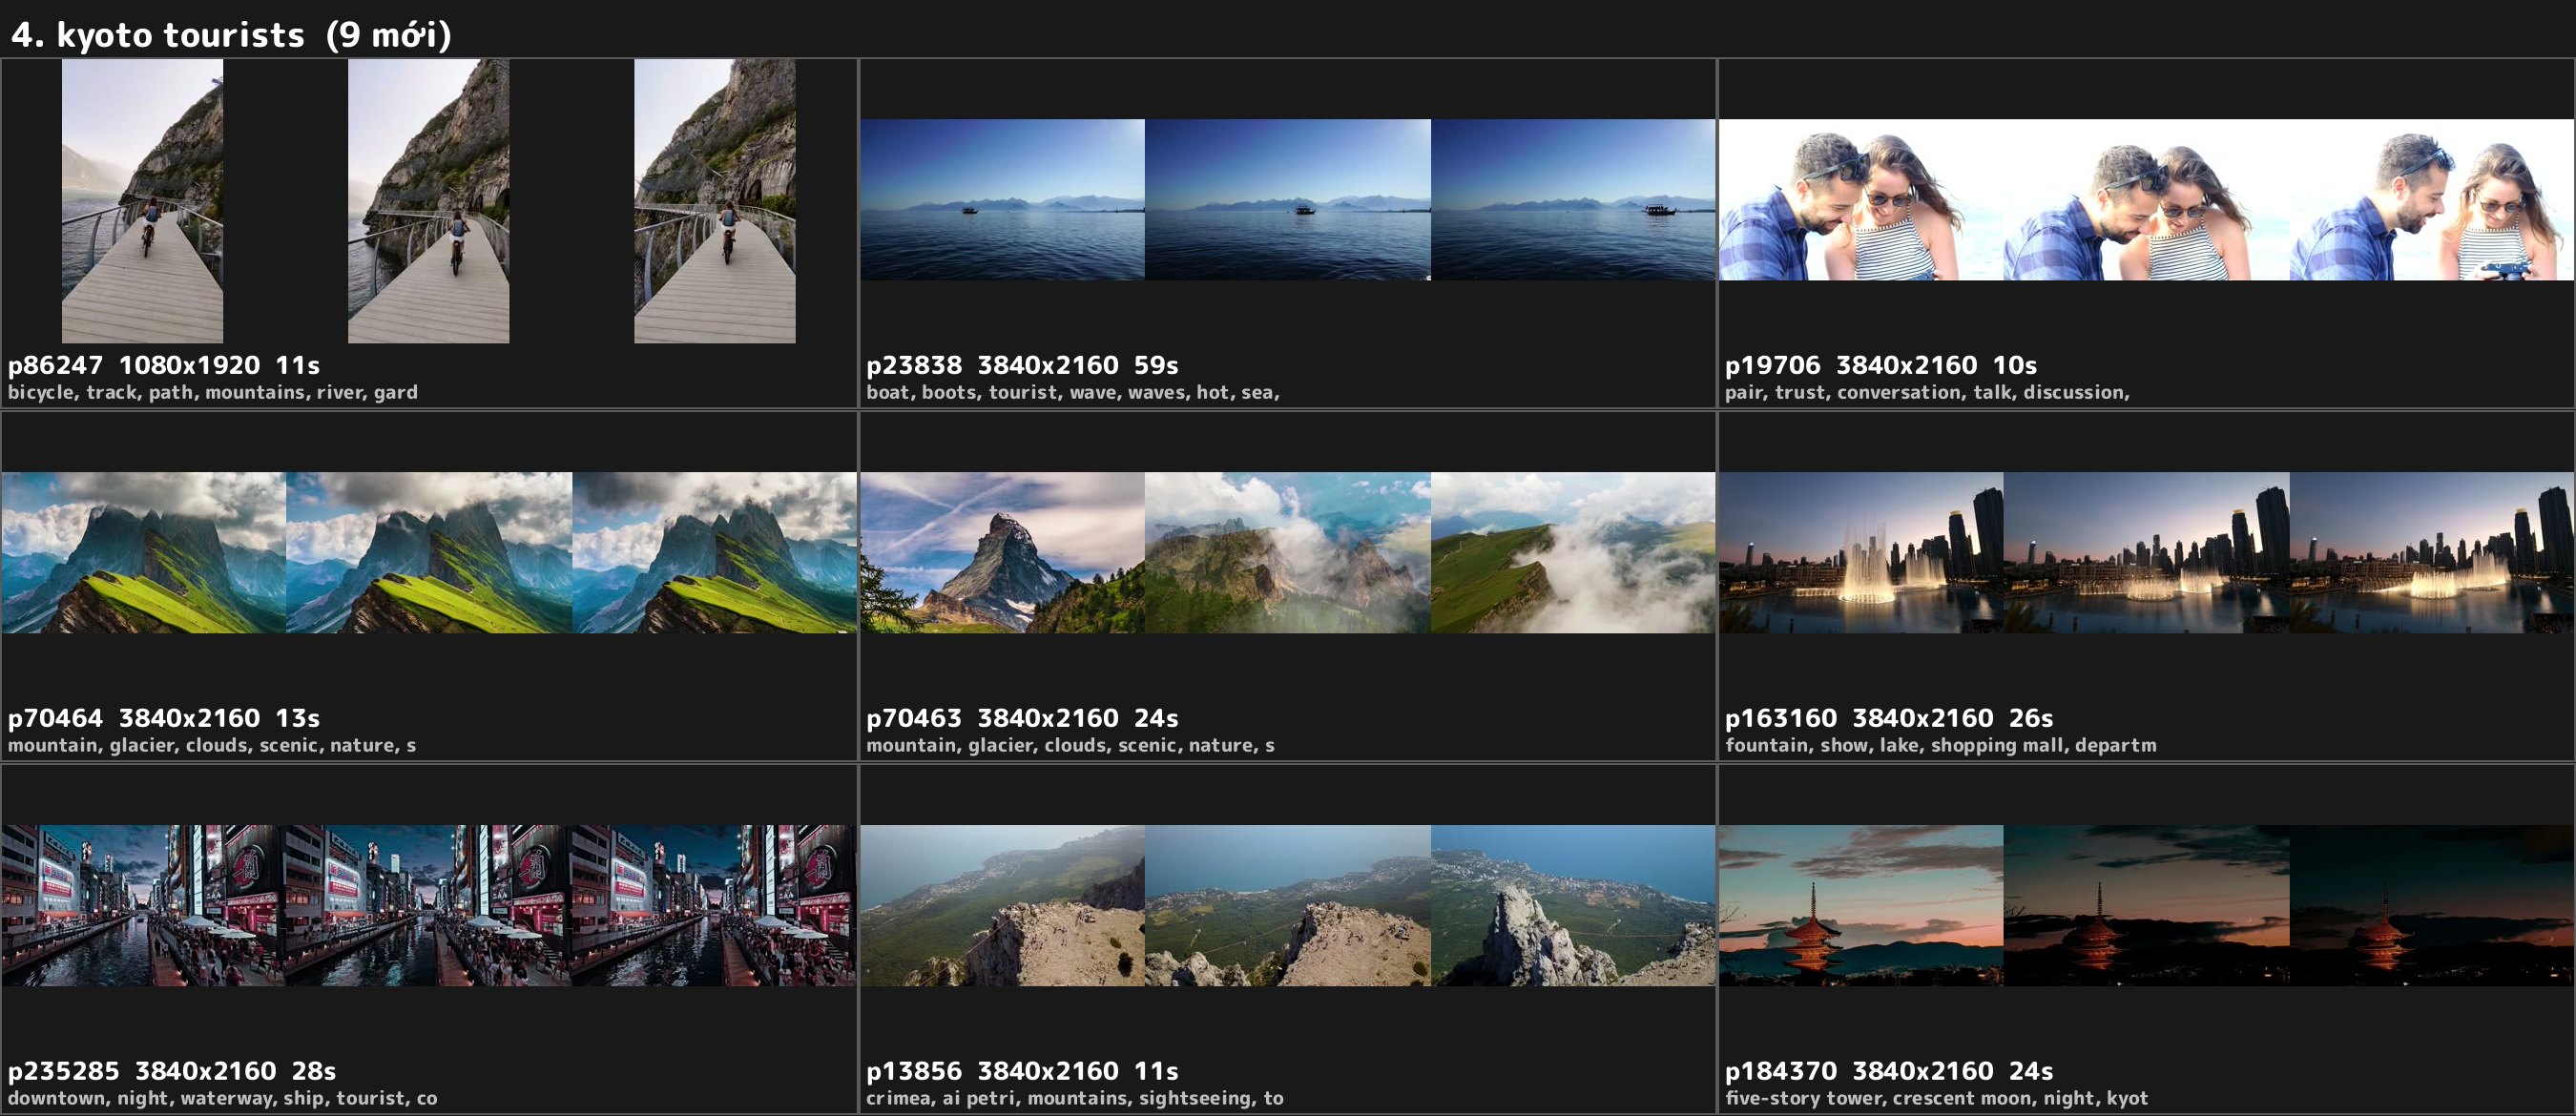 4. kyoto tourists (9 mới)
p86247 1080x1920 11s
bicycle, track, path, mountains, river, gard
p23838 3840x2160 59s
boat, boots, tourist, wave, waves, hot, sea,
p19706 3840x2160 10s
pair, trust, conversation, talk, discussion,
p70464 3840x2160 13s
mountain, glacier, clouds, scenic, nature, s
p70463 3840x2160 24s
mountain, glacier, clouds, scenic, nature, s
p163160 3840x2160 26s
fountain, show, lake, shopping mall, departm
p235285 3840x2160 28s
downtown, night, waterway, ship, tourist, co
p13856 3840x2160 11s
crimea, ai petri, mountains, sightseeing, to
p184370 3840x2160 24s
five-story tower, crescent moon, night, kyot